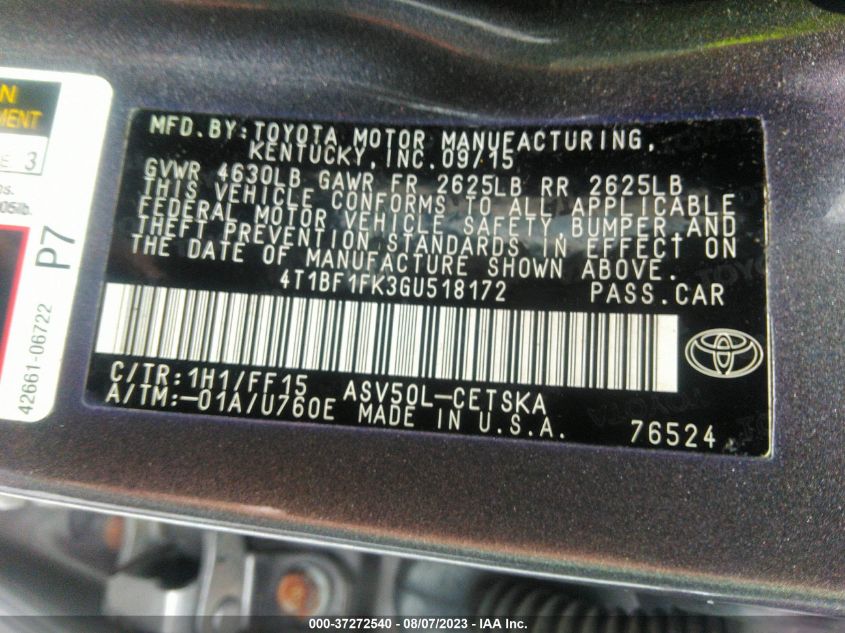 N
EMENT
E 3
s.
05lb.
P7
42661-06722
MFD.BY:TOYOTA MOTOR MANUFACTURING,
KENTUCKY, INC.09/15
GVWR 4630LB GAWR FR 2625LB RR 2625LB
THIS VEHICLE CONFORMS TO ALL APPLICABLE
FEDERAL MOTOR VEHICLE SAFETY BUMPER AND
THEFT PREVENTION STANDARDS IN EFFECT ON
THE DATE OF MANUFACTURE SHOWN ABOVE.
4T1BF1FK3GU518172 PASS.CAR
C/TR:1H1/FF15 ASV50L-CETSKA
A/TM:-01A/U760E MADE IN U.S.A. 76524
000-37272540 - 08/07/2023 - IAA Inc.